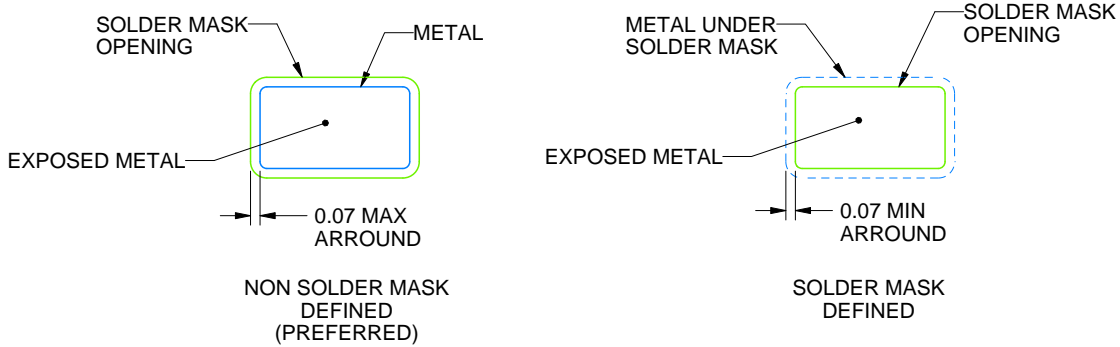 SOLDER MASK
OPENING
METAL
EXPOSED METAL
0.07 MAX
ARROUND
NON SOLDER MASK
DEFINED
(PREFERRED)
METAL UNDER
SOLDER MASK
SOLDER MASK
OPENING
EXPOSED METAL
0.07 MIN
ARROUND
SOLDER MASK
DEFINED